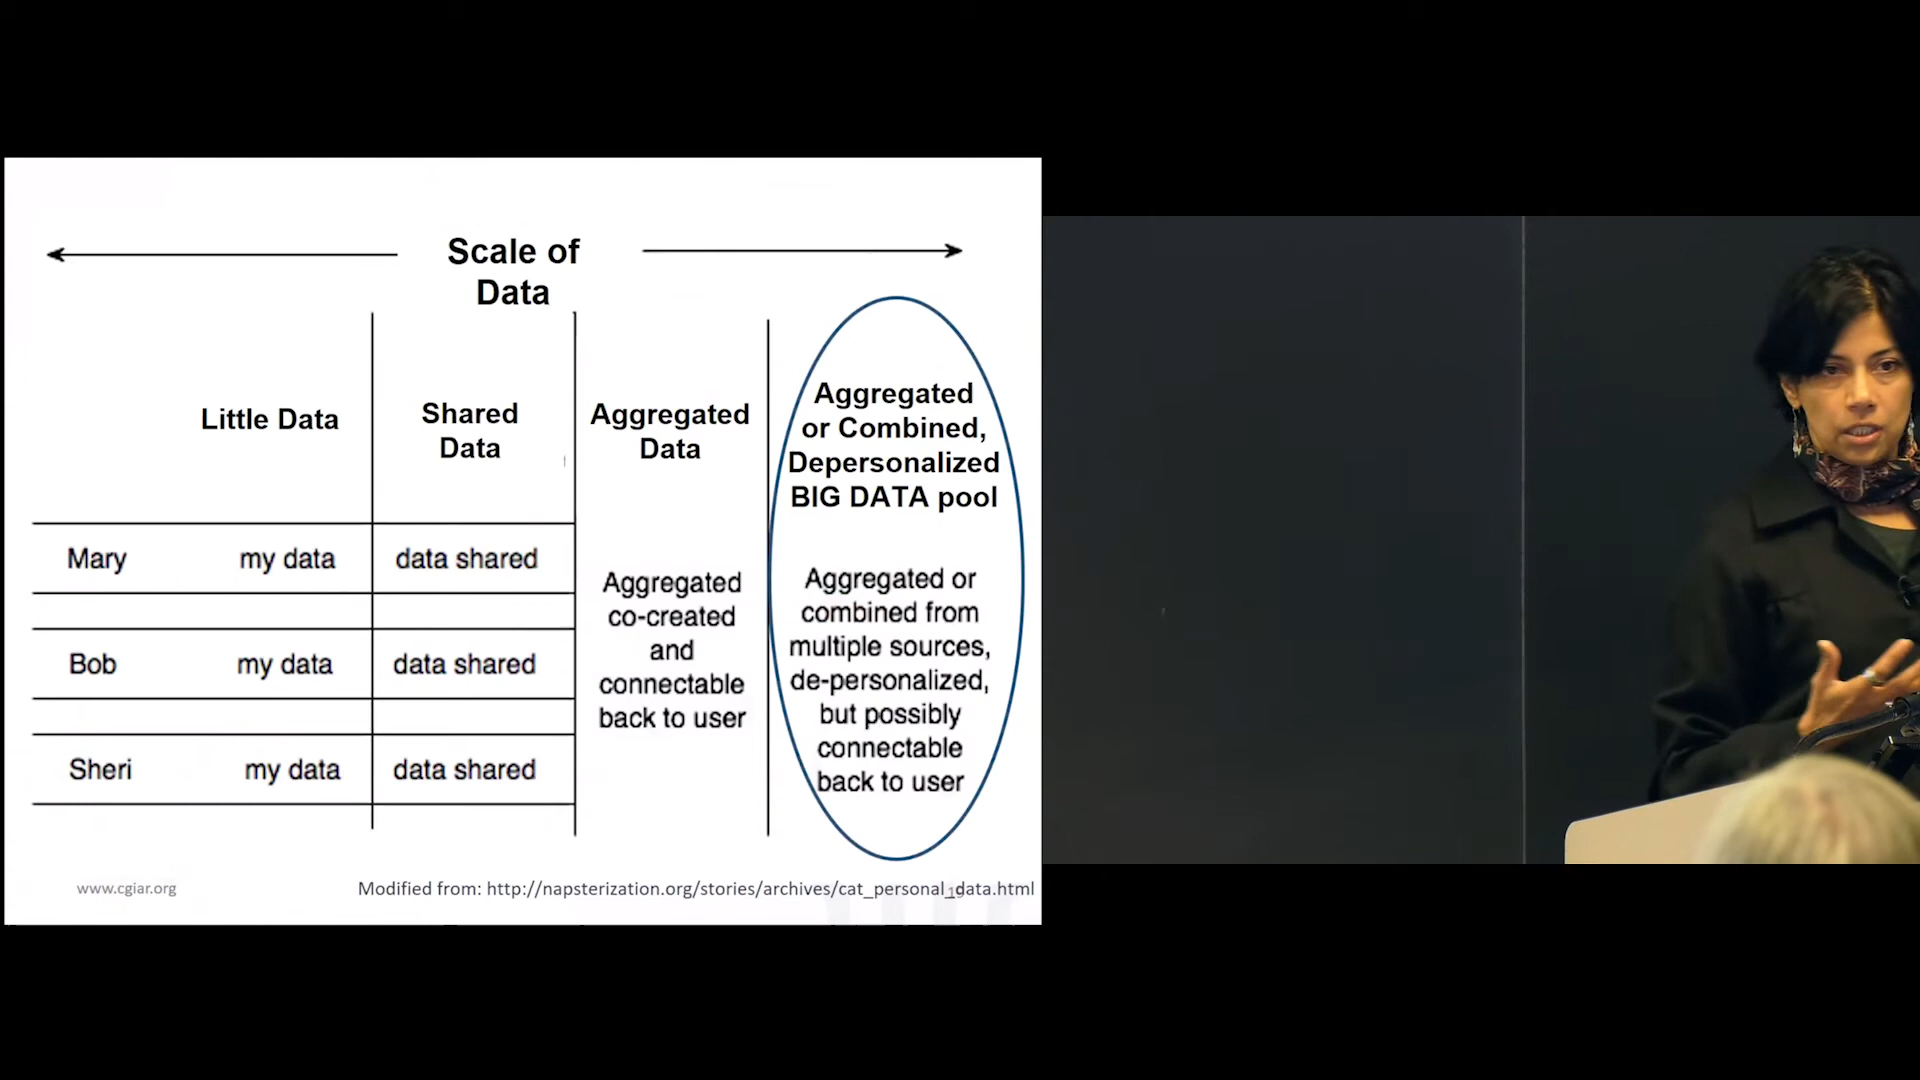 Scale of
Data
Little Data
Shared
Data
Aggregated
Data
Aggregated
or Combined,
Depersonalized
BIG DATA pool
Mary my data data shared
Bob my data data shared
Sheri my data data shared
Aggregated
co-created
and
connectable
back to user
Aggregated or
combined from
multiple sources,
de-personalized,
but possibly
connectable
back to user
www.cgiar.org
Modified from: http://napsterization.org/stories/archives/cat_personal_data.html